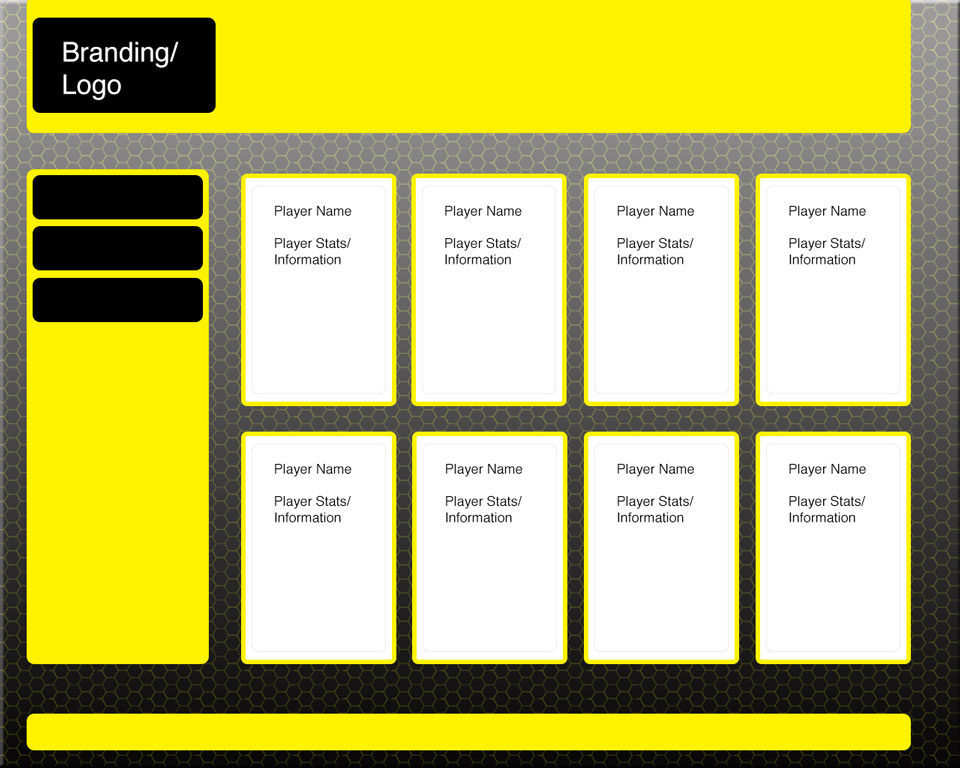 Branding/
Logo
Player Name
Player Stats/
Information
Player Name
Player Stats/
Information
Player Name
Player Stats/
Information
Player Name
Player Stats/
Information
Player Name
Player Stats/
Information
Player Name
Player Stats/
Information
Player Name
Player Stats/
Information
Player Name
Player Stats/
Information